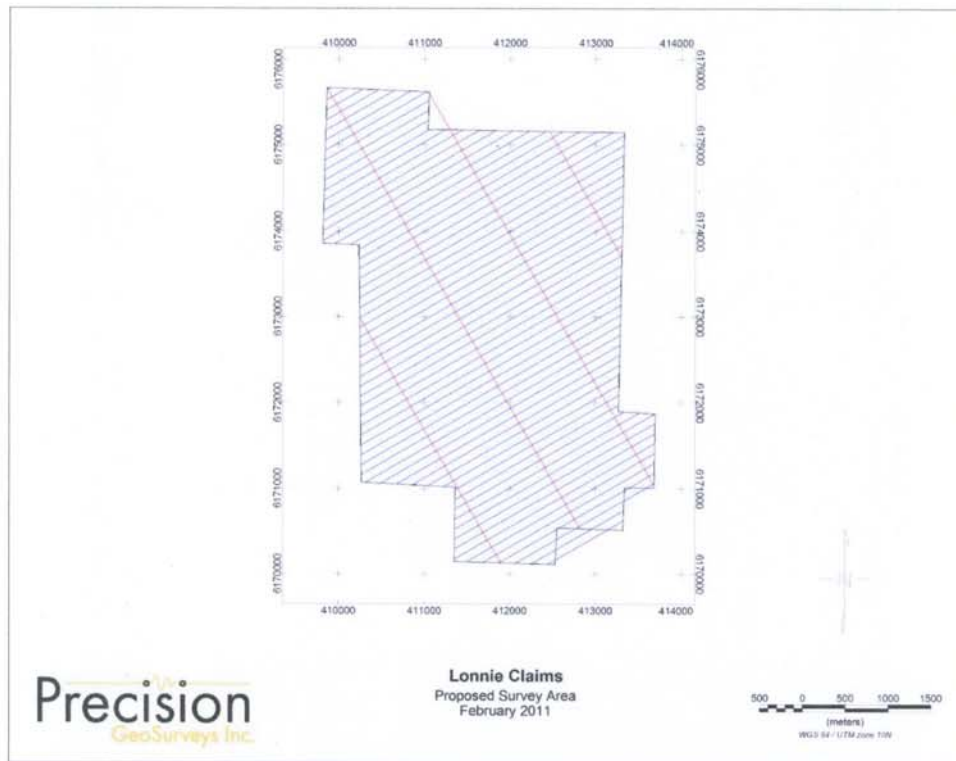 410000 411000 412000 413000 414000
6176000 6176000
6175000 6175000
6174000 6174000
6173000 6173000
6172000 6172000
6171000 6171000
6170000 6170000
410000 411000 412000 413000 414000
Precision
GeoSurveys Inc.
Lonnie Claims
Proposed Survey Area
February 2011
500 0 500 1000 1500
(meters)
WGS 84 / UTM zone 10N